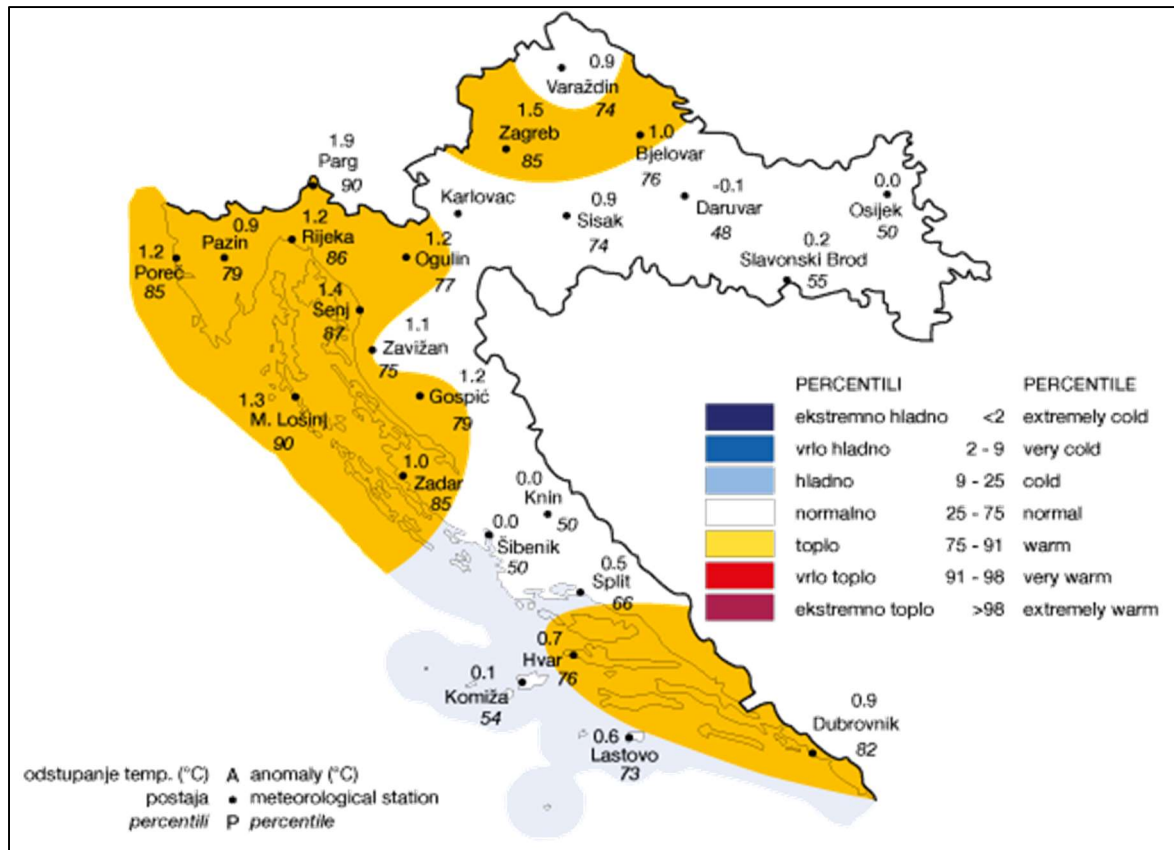 0.9
Varaždin
74
1.5
Zagreb
85
1.0
Bjelovar
76
1.9
Parg
90
Karlovac
0.9
Sisak
74
-0.1
Daruvar
48
0.0
Osijek
50
0.2
Slavonski Brod
55
1.2
Poreč
85
0.9
Pazin
79
1.2
Rijeka
86
1.2
Ogulin
77
1.4
Senj
87
1.1
Zavižan
75
1.2
Gospić
79
1.3
M. Lošinj
90
1.0
Zadar
85
0.0
Knin
50
0.0
Šibenik
50
0.5
Split
66
0.7
Hvar
76
0.1
Komiža
54
0.6
Lastovo
73
0.9
Dubrovnik
82
PERCENTILI PERCENTILE
ekstremno hladno <2 extremely cold
vrlo hladno 2 - 9 very cold
hladno 9 - 25 cold
normalno 25 - 75 normal
toplo 75 - 91 warm
vrlo toplo 91 - 98 very warm
ekstremno toplo >98 extremely warm
odstupanje temp. (°C) A anomaly (°C)
postaja • meteorological station
percentili P percentile